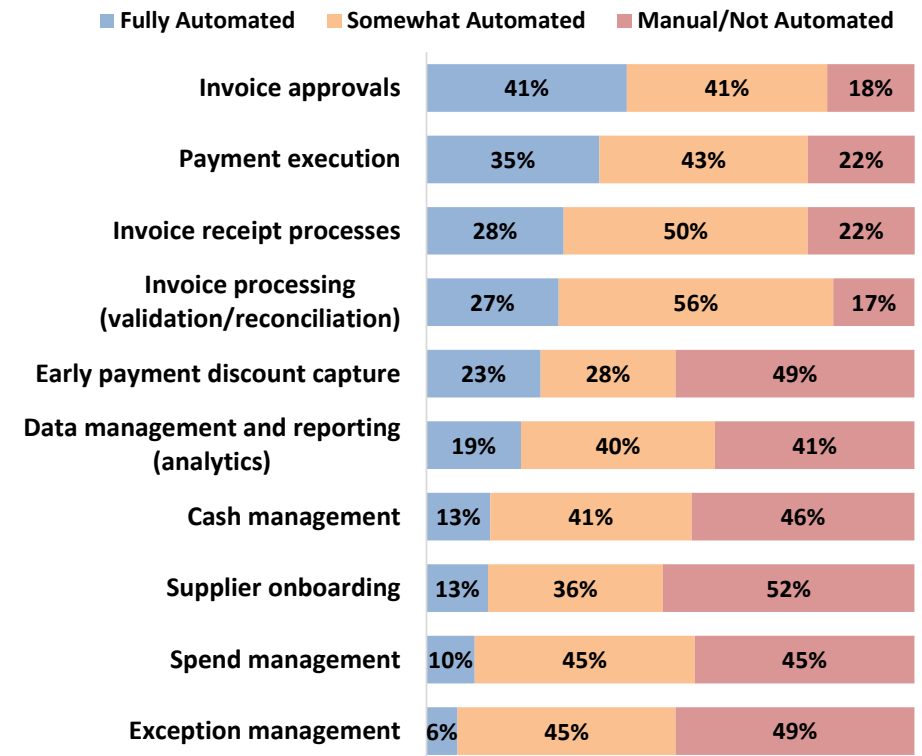 Fully Automated Somewhat Automated Manual/Not Automated
Invoice approvals 41% 41% 18%
Payment execution 35% 43% 22%
Invoice receipt processes 28% 50% 22%
Invoice processing
(validation/reconciliation) 27% 56% 17%
Early payment discount capture 23% 28% 49%
Data management and reporting
(analytics) 19% 40% 41%
Cash management 13% 41% 46%
Supplier onboarding 13% 36% 52%
Spend management 10% 45% 45%
Exception management 6% 45% 49%